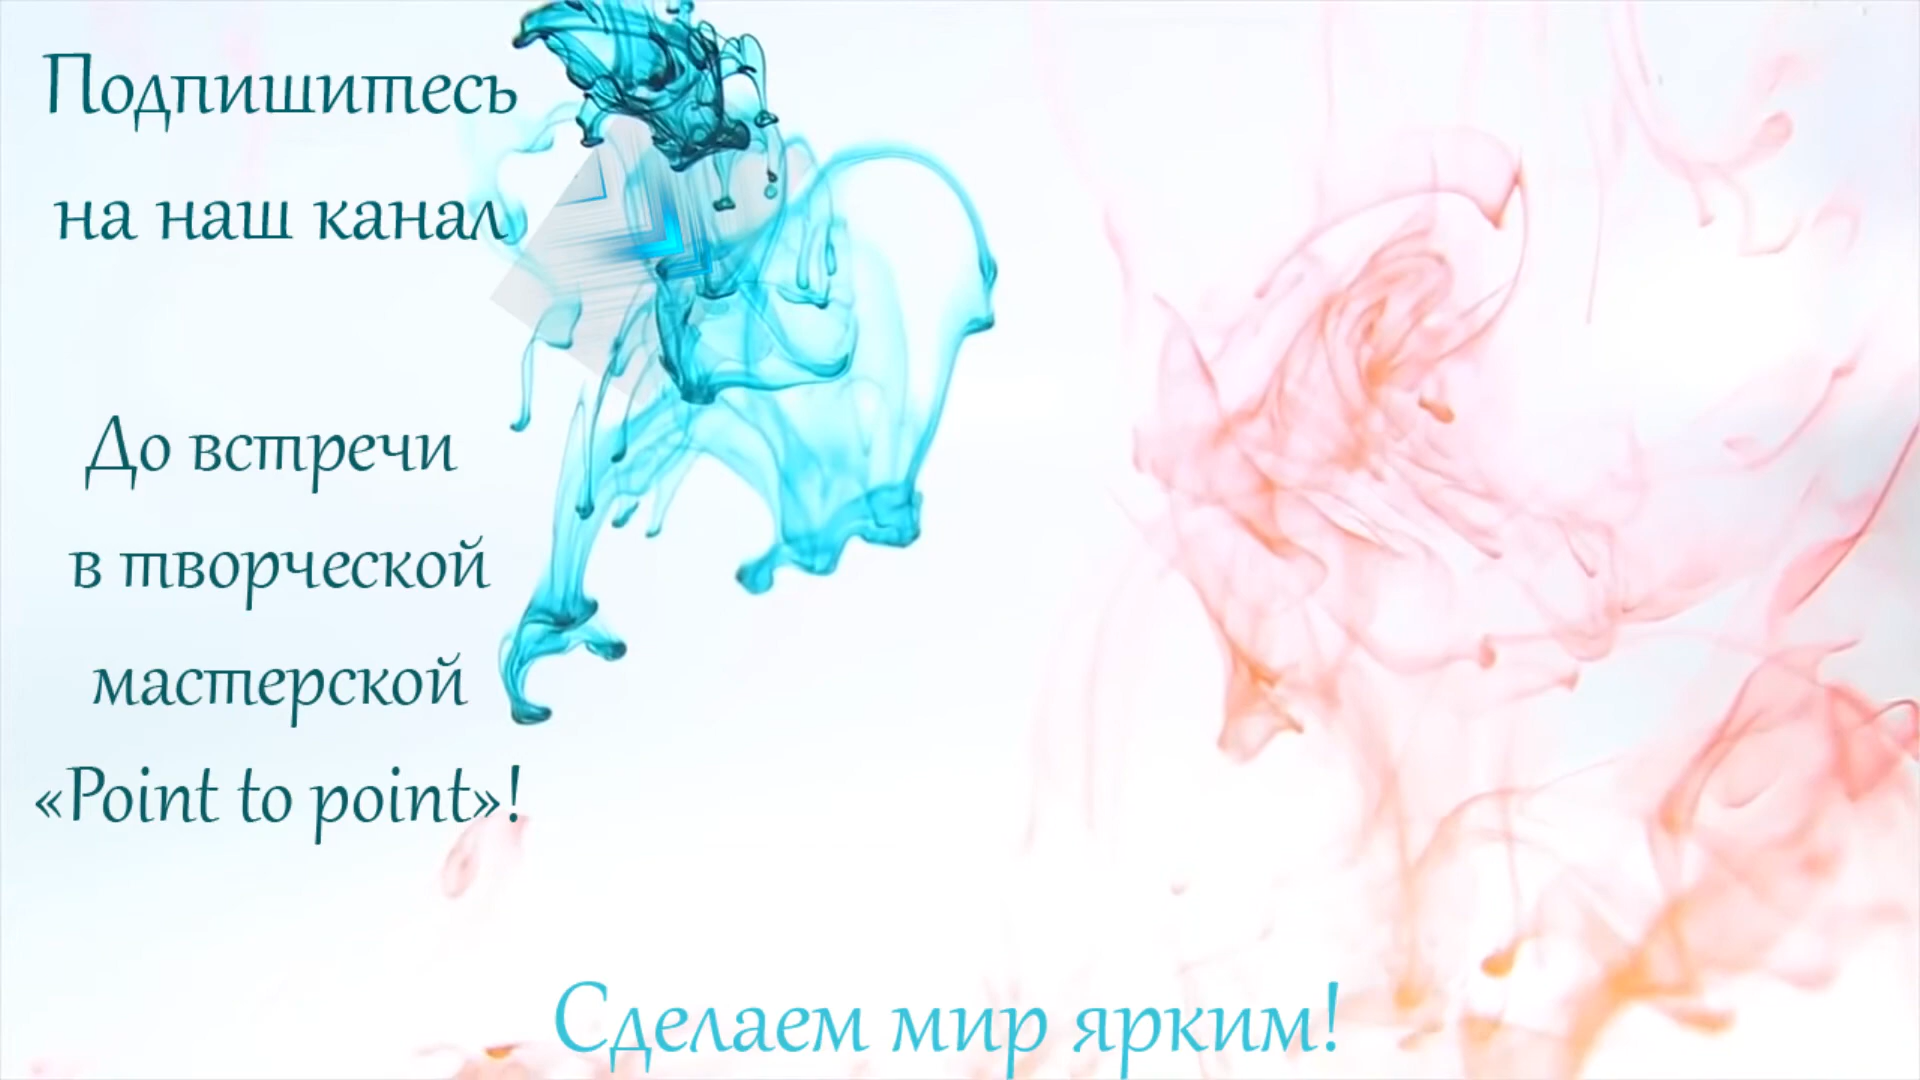 Подпишитесь
на наш канал
До встречи
в творческой
мастерской
«Point to point»!
Сделаем мир ярким!